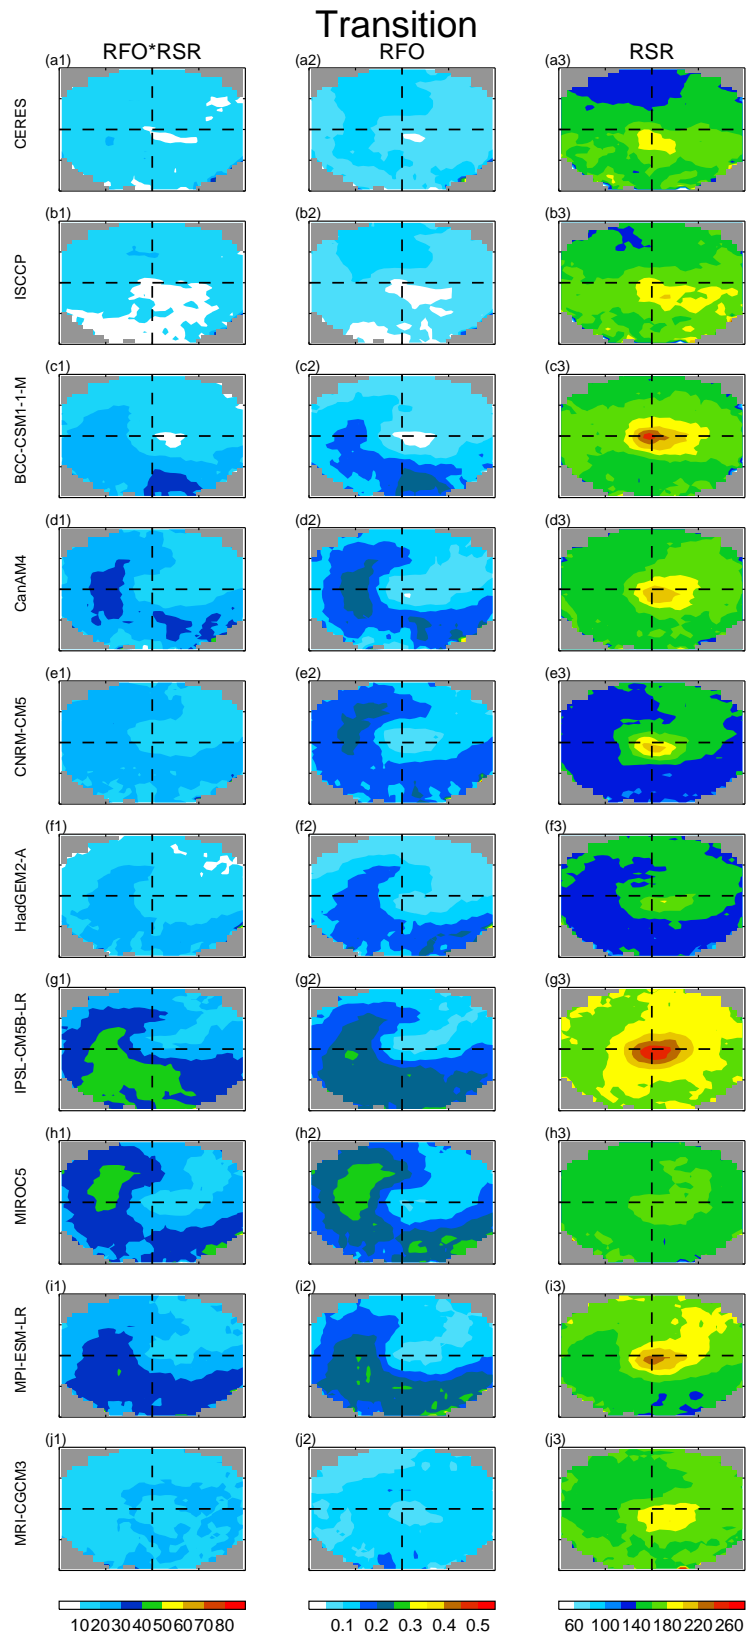 Transition
RFO*RSR RFO RSR
(a1) (a2) (a3)
CERES
(b1) (b2) (b3)
ISCCP
(c1) (c2) (c3)
BCC-CSM1-1-M
(d1) (d2) (d3)
CanAM4
(e1) (e2) (e3)
CNRM-CM5
(f1) (f2) (f3)
HadGEM2-A
(g1) (g2) (g3)
IPSL-CM5B-LR
(h1) (h2) (h3)
MIROC5
(i1) (i2) (i3)
MPI-ESM-LR
(j1) (j2) (j3)
MRI-CGCM3
10 20 30 40 50 60 70 80 0.1 0.2 0.3 0.4 0.5 60 100 140 180 220 260